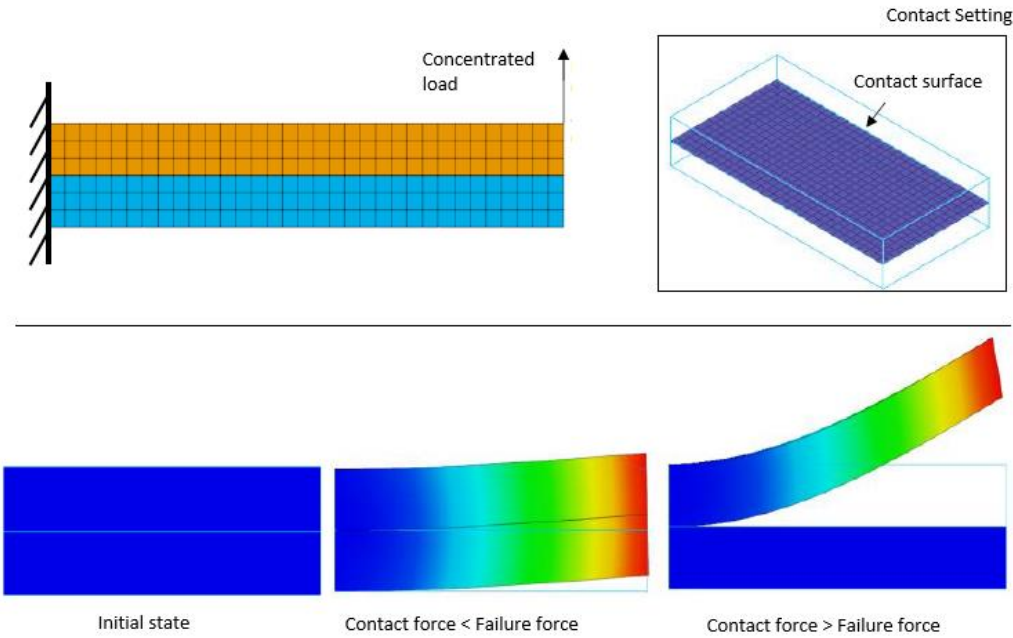 Contact Setting
Concentrated
load
Contact surface
Initial state
Contact force < Failure force
Contact force > Failure force